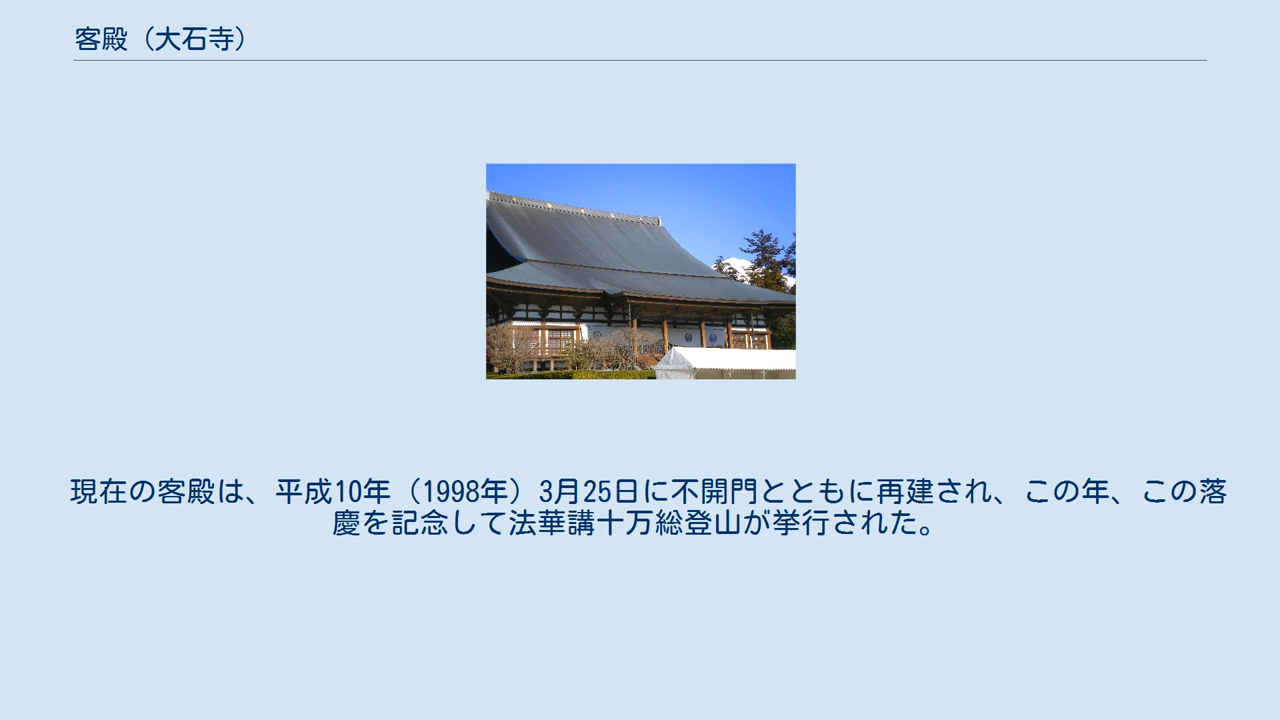 客殿（大石寺）
現在の客殿は、平成10年（1998年）3月25日に不開門とともに再建され、この年、この落
慶を記念して法華講十万総登山が挙行された。